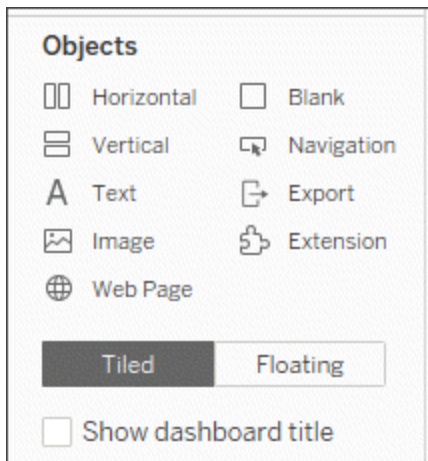 Objects
Horizontal Blank
Vertical Navigation
Text Export
Image Extension
Web Page
Tiled Floating
Show dashboard title